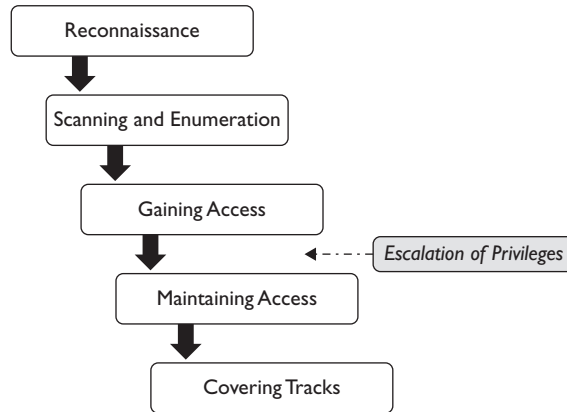 Reconnaissance
Scanning and Enumeration
Gaining Access
Escalation of Privileges
Maintaining Access
Covering Tracks